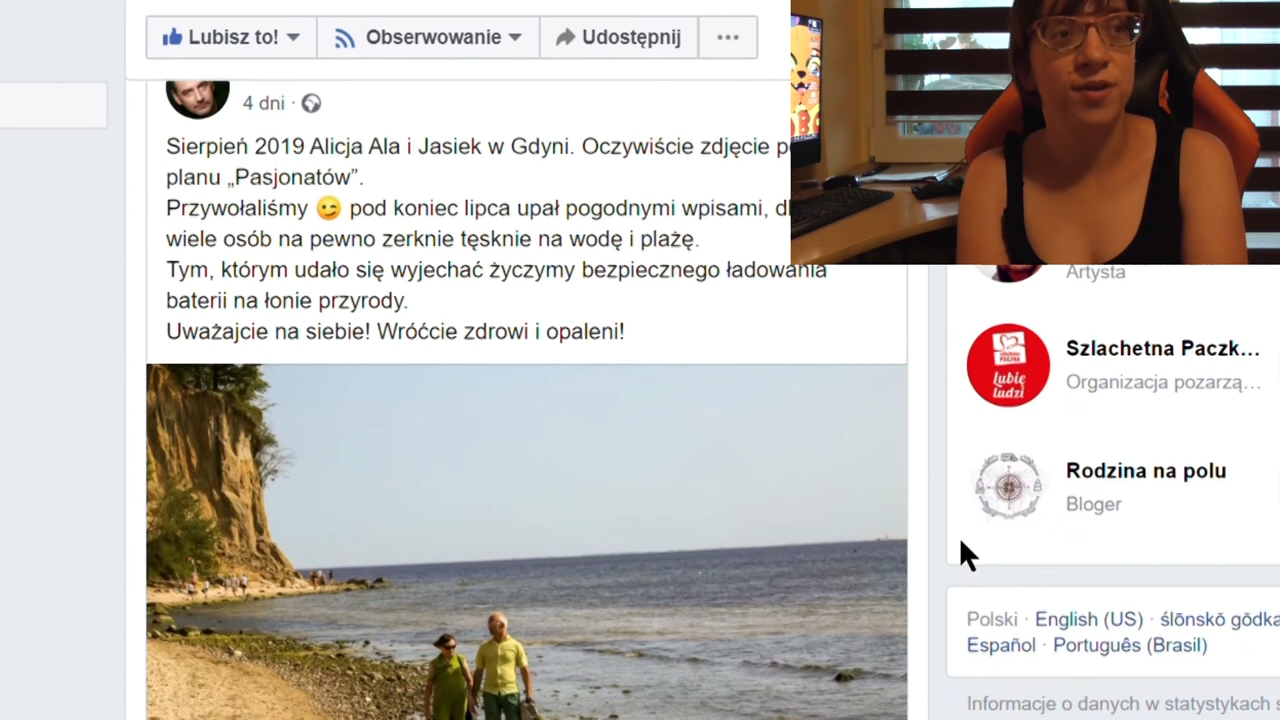 Lubisz to!
Obserwowanie
Udostępnij
4 dni ·
Sierpień 2019 Alicja Ala i Jasiek w Gdyni. Oczywiście zdjęcie
planu „Pasjonatów”.
Przywołaliśmy 😉 pod koniec lipca upał pogodnymi wpisami,
wiele osób na pewno zerknie tęsknie na wodę i plażę.
Tym, którym udało się wyjechać życzymy bezpiecznego ładowania
baterii na łonie przyrody.
Uważajcie na siebie! Wróćcie zdrowi i opaleni!
Artysta
Szlachetna Paczk...
Organizacja pozarzą...
lubię
ludzi
Rodzina na polu
Bloger
Polski · English (US) · ślōnskŏ gŏdka
Español · Português (Brasil)
Informacje o danych w statystykach